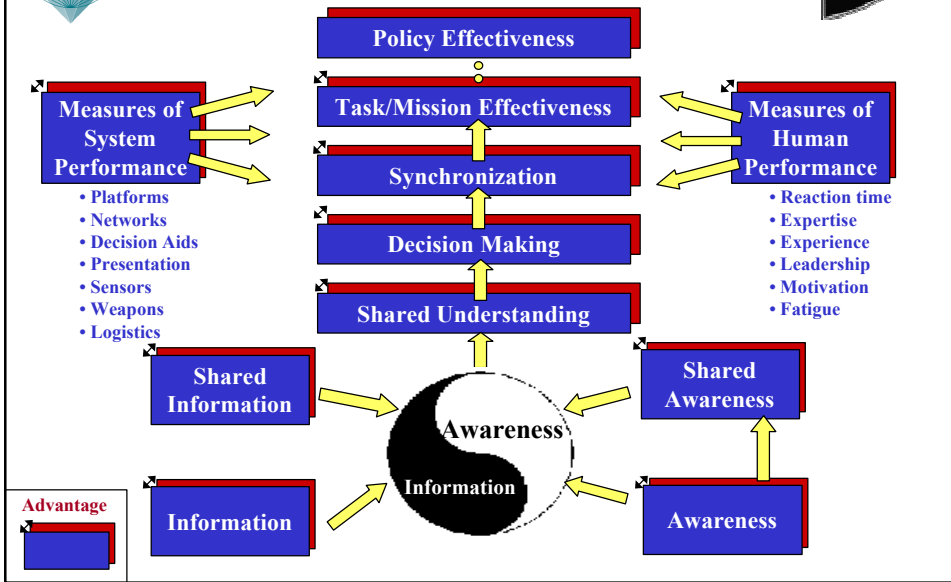 Policy Effectiveness
Measures of
System
Performance
• Platforms
• Networks
• Decision Aids
• Presentation
• Sensors
• Weapons
• Logistics
Task/Mission Effectiveness
Synchronization
Decision Making
Shared Understanding
Measures of
Human
Performance
• Reaction time
• Expertise
• Experience
• Leadership
• Motivation
• Fatigue
Shared
Information
Awareness
Information
Shared
Awareness
Advantage
Information
Awareness